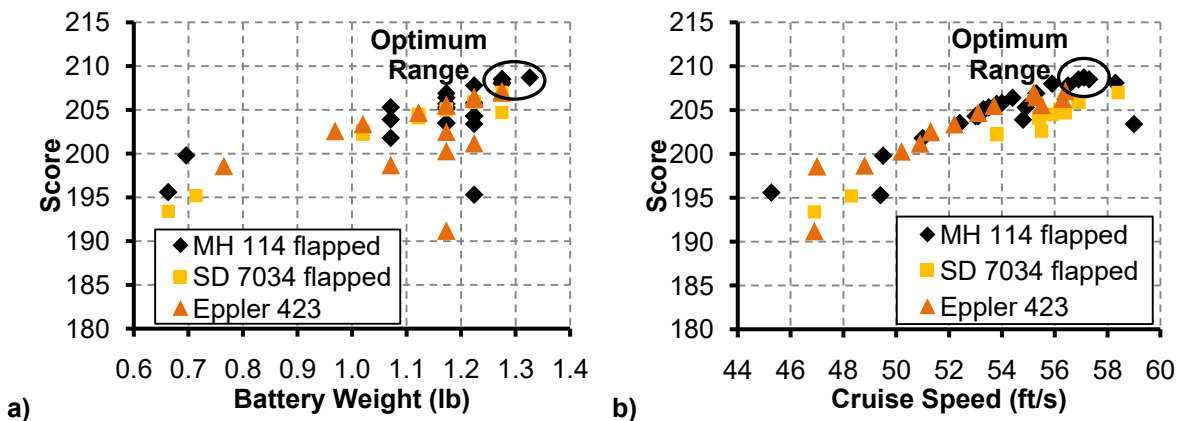 215
210
205
200
195
190
185
180
Score
Optimum
Range
MH 114 flapped
SD 7034 flapped
Eppler 423
0.6 0.7 0.8 0.9 1.0 1.1 1.2 1.3 1.4
Battery Weight (lb)
a)
215
210
205
200
195
190
185
180
Score
Optimum
Range
MH 114 flapped
SD 7034 flapped
Eppler 423
44 46 48 50 52 54 56 58 60
Cruise Speed (ft/s)
b)